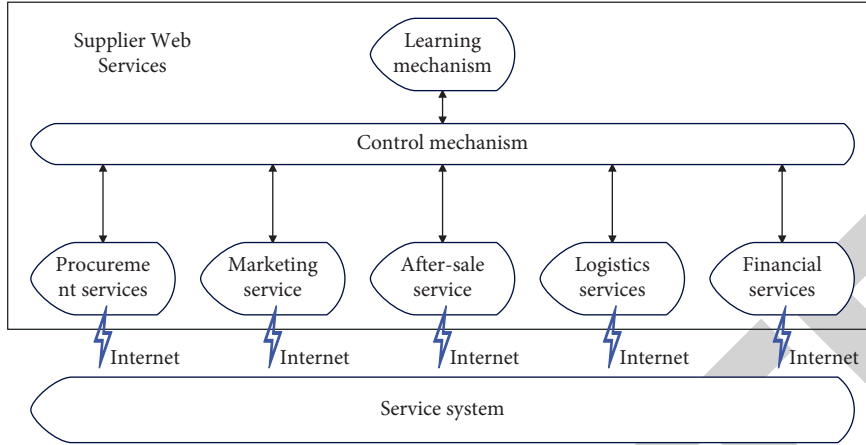 Supplier Web
Services
Learning
mechanism
Control mechanism
Procureme
nt services
Marketing
service
After-sale
service
Logistics
services
Financial
services
Internet
Internet
Internet
Internet
Internet
Service system